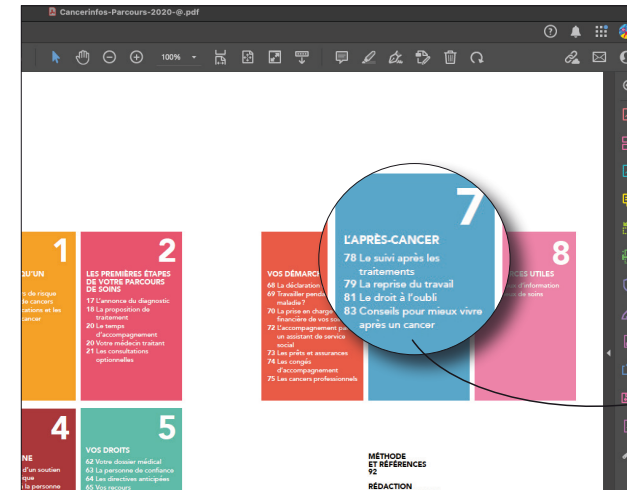 Cancerinfos-Parcours-2020-@.pdf
100%
1
QU'UN
de risque
de cancers
cations et les
cancer
2
LES PREMIÈRES ÉTAPES
DE VOTRE PARCOURS
DE SOINS
17 L'annonce du diagnostic
18 La proposition de
traitement
20 Le temps
d'accompagnement
20 Votre médecin traitant
21 Les consultations
optionnelles
VOS DÉMARC
68 La déclaration
69 Travailler penda
maladie?
70 La prise en charge
financière de vos so
72 L'accompagnement pa
un assistant de service
social
73 Les prêts et assurances
74 Les congés
d'accompagnement
75 Les cancers professionnels
7
L'APRÈS-CANCER
78 Le suivi après les
traitements
79 La reprise du travail
81 Le droit à l'oubli
83 Conseils pour mieux vivre
après un cancer
8
RCES UTILES
d'information
de soins
4
NE
d'un soutien
ique
la personne
5
VOS DROITS
62 Votre dossier médical
63 La personne de confiance
64 Les directives anticipées
65 Vos recours
MÉTHODE
ET RÉFÉRENCES
92
RÉDACTION